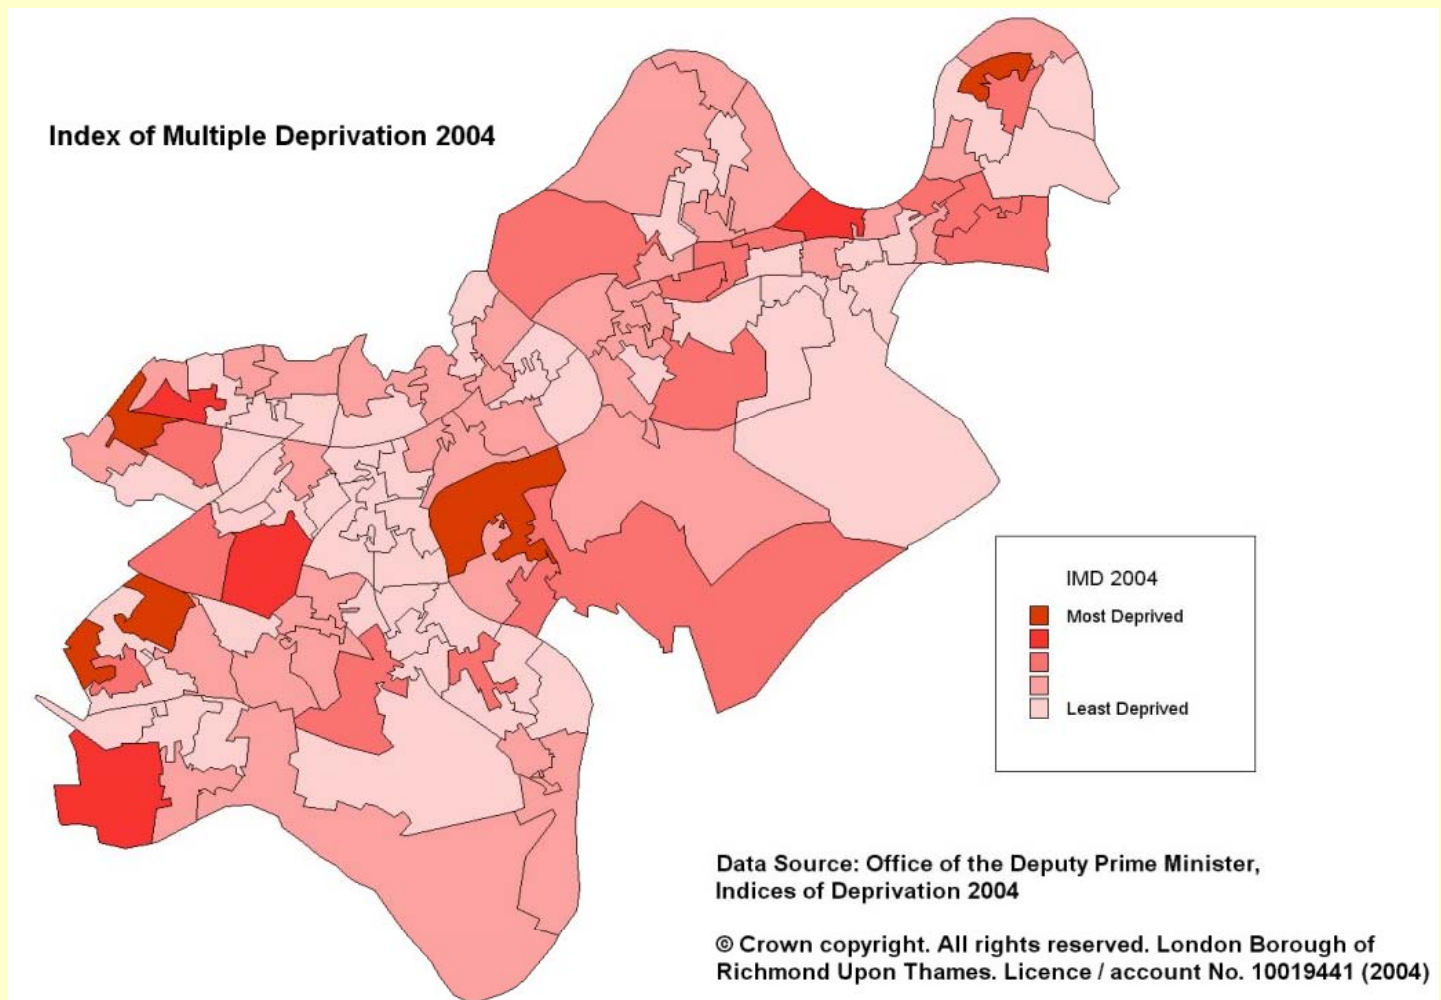 Index of Multiple Deprivation 2004
IMD 2004
Most Deprived
Least Deprived
Data Source: Office of the Deputy Prime Minister,
Indices of Deprivation 2004
© Crown copyright. All rights reserved. London Borough of
Richmond Upon Thames. Licence / account No. 10019441 (2004)